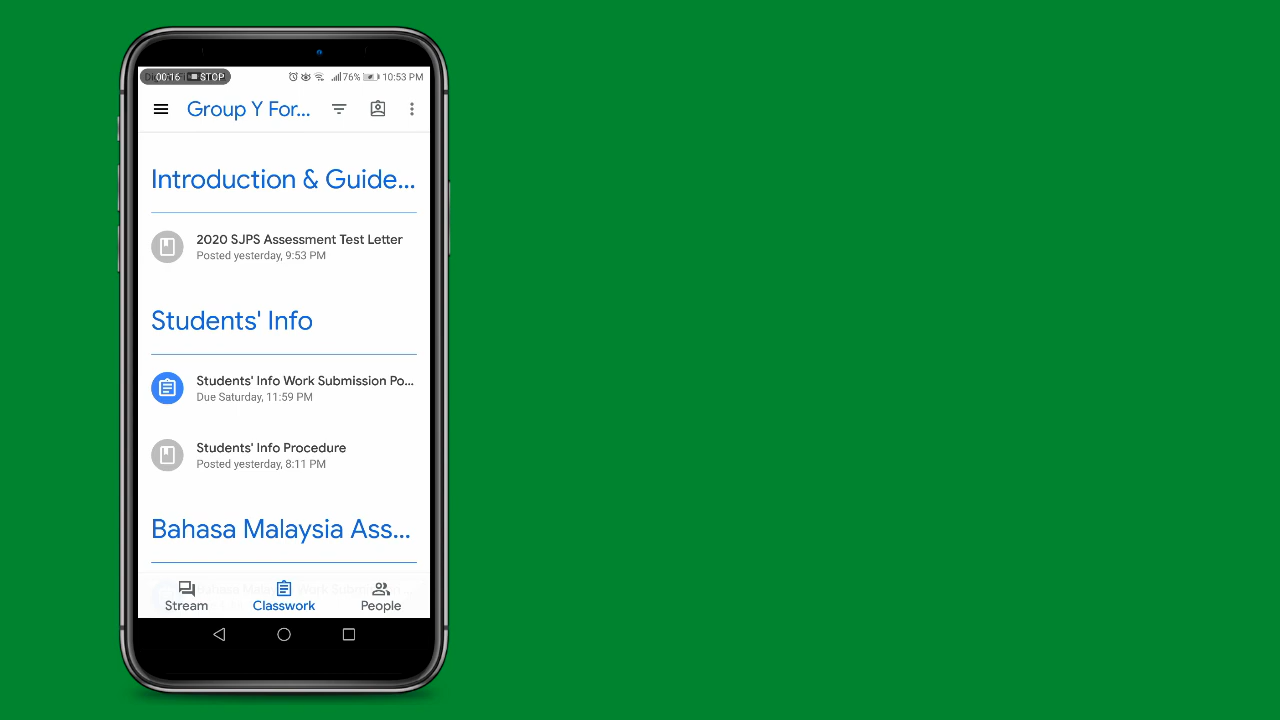 00:16 STOP 76% 10:53 PM
Group Y For...
Introduction & Guide...
2020 SJPS Assessment Test Letter
Posted yesterday, 9:53 PM
Students' Info
Students' Info Work Submission Po...
Due Saturday, 11:59 PM
Students' Info Procedure
Posted yesterday, 8:11 PM
Bahasa Malaysia Ass...
Stream Classwork People